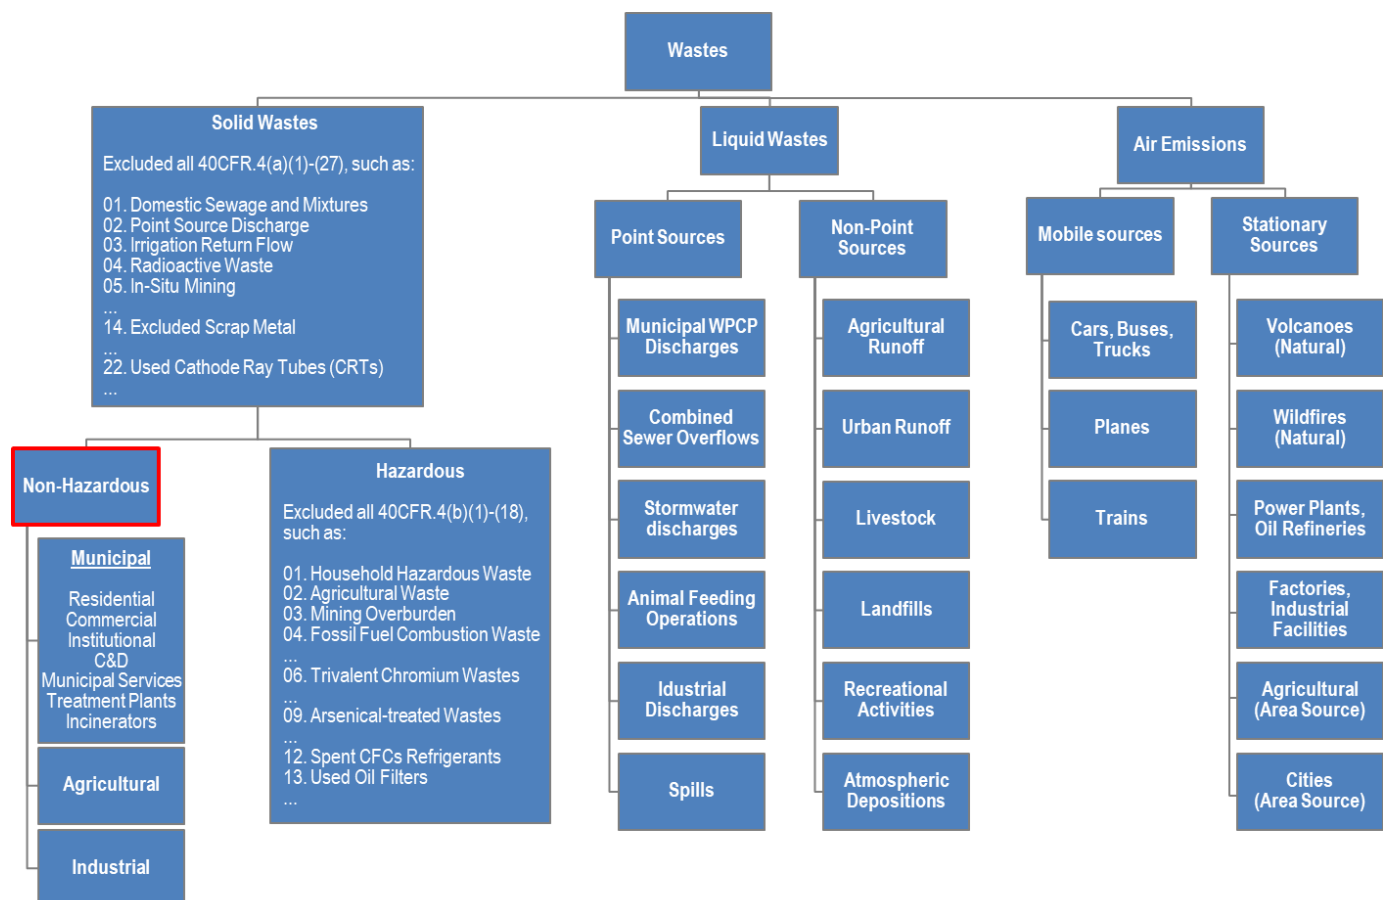 Wastes
Solid Wastes
Excluded all 40CFR.4(a)(1)-(27), such as:
01. Domestic Sewage and Mixtures
02. Point Source Discharge
03. Irrigation Return Flow
04. Radioactive Waste
05. In-Situ Mining
...
14. Excluded Scrap Metal
...
22. Used Cathode Ray Tubes (CRTs)
...
Non-Hazardous
Municipal
Residential
Commercial
Institutional
C&D
Municipal Services
Treatment Plants
Incinerators
Agricultural
Industrial
Hazardous
Excluded all 40CFR.4(b)(1)-(18),
such as:
01. Household Hazardous Waste
02. Agricultural Waste
03. Mining Overburden
04. Fossil Fuel Combustion Waste
...
06. Trivalent Chromium Wastes
...
09. Arsenical-treated Wastes
...
12. Spent CFCs Refrigerants
13. Used Oil Filters
...
Liquid Wastes
Point Sources
Municipal WPCP
Discharges
Combined
Sewer Overflows
Stormwater
discharges
Animal Feeding
Operations
Idustrial
Discharges
Spills
Non-Point
Sources
Agricultural
Runoff
Urban Runoff
Livestock
Landfills
Recreational
Activities
Atmospheric
Depositions
Air Emissions
Mobile sources
Cars, Buses,
Trucks
Planes
Trains
Stationary
Sources
Volcanoes
(Natural)
Wildfires
(Natural)
Power Plants,
Oil Refineries
Factories,
Industrial
Facilities
Agricultural
(Area Source)
Cities
(Area Source)